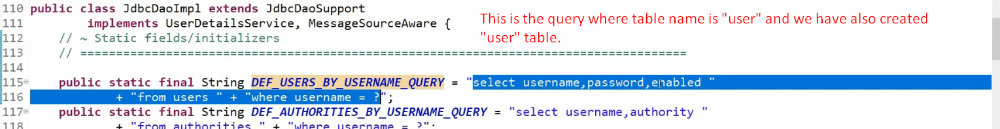 110 public class JdbcDaoImpl extends JdbcDaoSupport
111 implements UserDetailsService, MessageSourceAware {
This is the query where table name is "user" and we have also created
"user" table.
112 // ~ Static fields/initializers
113 // =====================================================================================
114
115 public static final String DEF_USERS_BY_USERNAME_QUERY = "select username,password,enabled "
116 + "from users " + "where username = ?";
117 public static final String DEF_AUTHORITIES_BY_USERNAME_QUERY = "select username,authority "
118 + "from authorities " + "where username = ?";